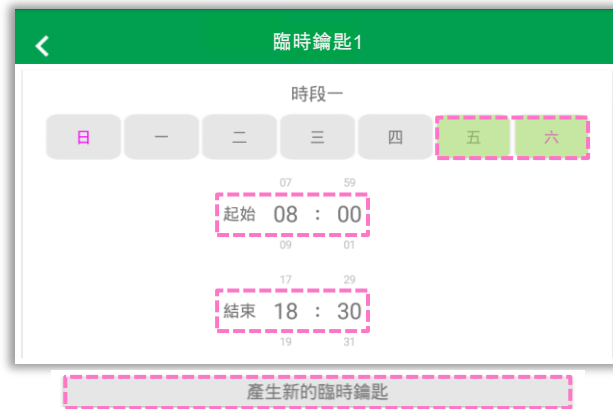 臨時鑰匙1
時段一
日 一 二 三 四 五 六
07 59
起始 08 : 00
09 01
17 29
結束 18 : 30
19 31
產生新的臨時鑰匙